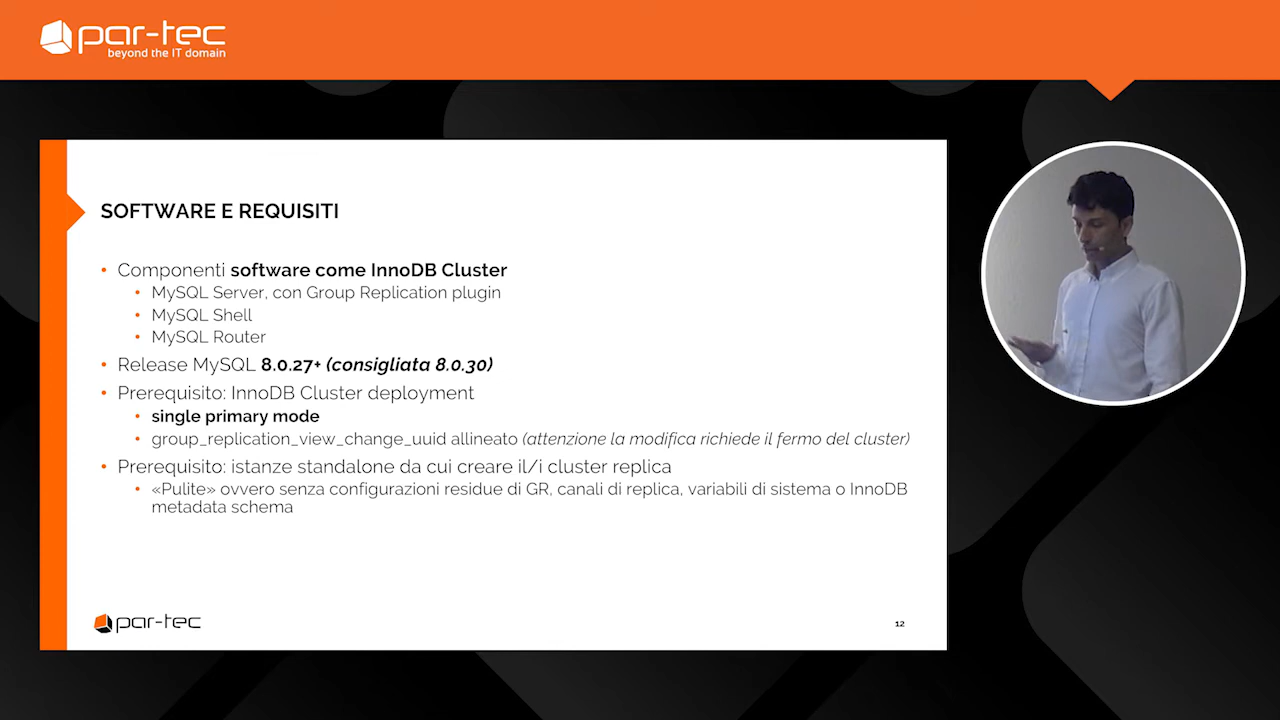 par-tec
beyond the IT domain
SOFTWARE E REQUISITI
• Componenti software come InnoDB Cluster
• MySQL Server, con Group Replication plugin
• MySQL Shell
• MySQL Router
• Release MySQL 8.0.27+ (consigliata 8.0.30)
• Prerequisito: InnoDB Cluster deployment
• single primary mode
• group_replication_view_change_uuid allineato (attenzione la modifica richiede il fermo del cluster)
• Prerequisito: istanze standalone da cui creare il/i cluster replica
• «Pulite» ovvero senza configurazioni residue di GR, canali di replica, variabili di sistema o InnoDB
metadata schema
par-tec
12